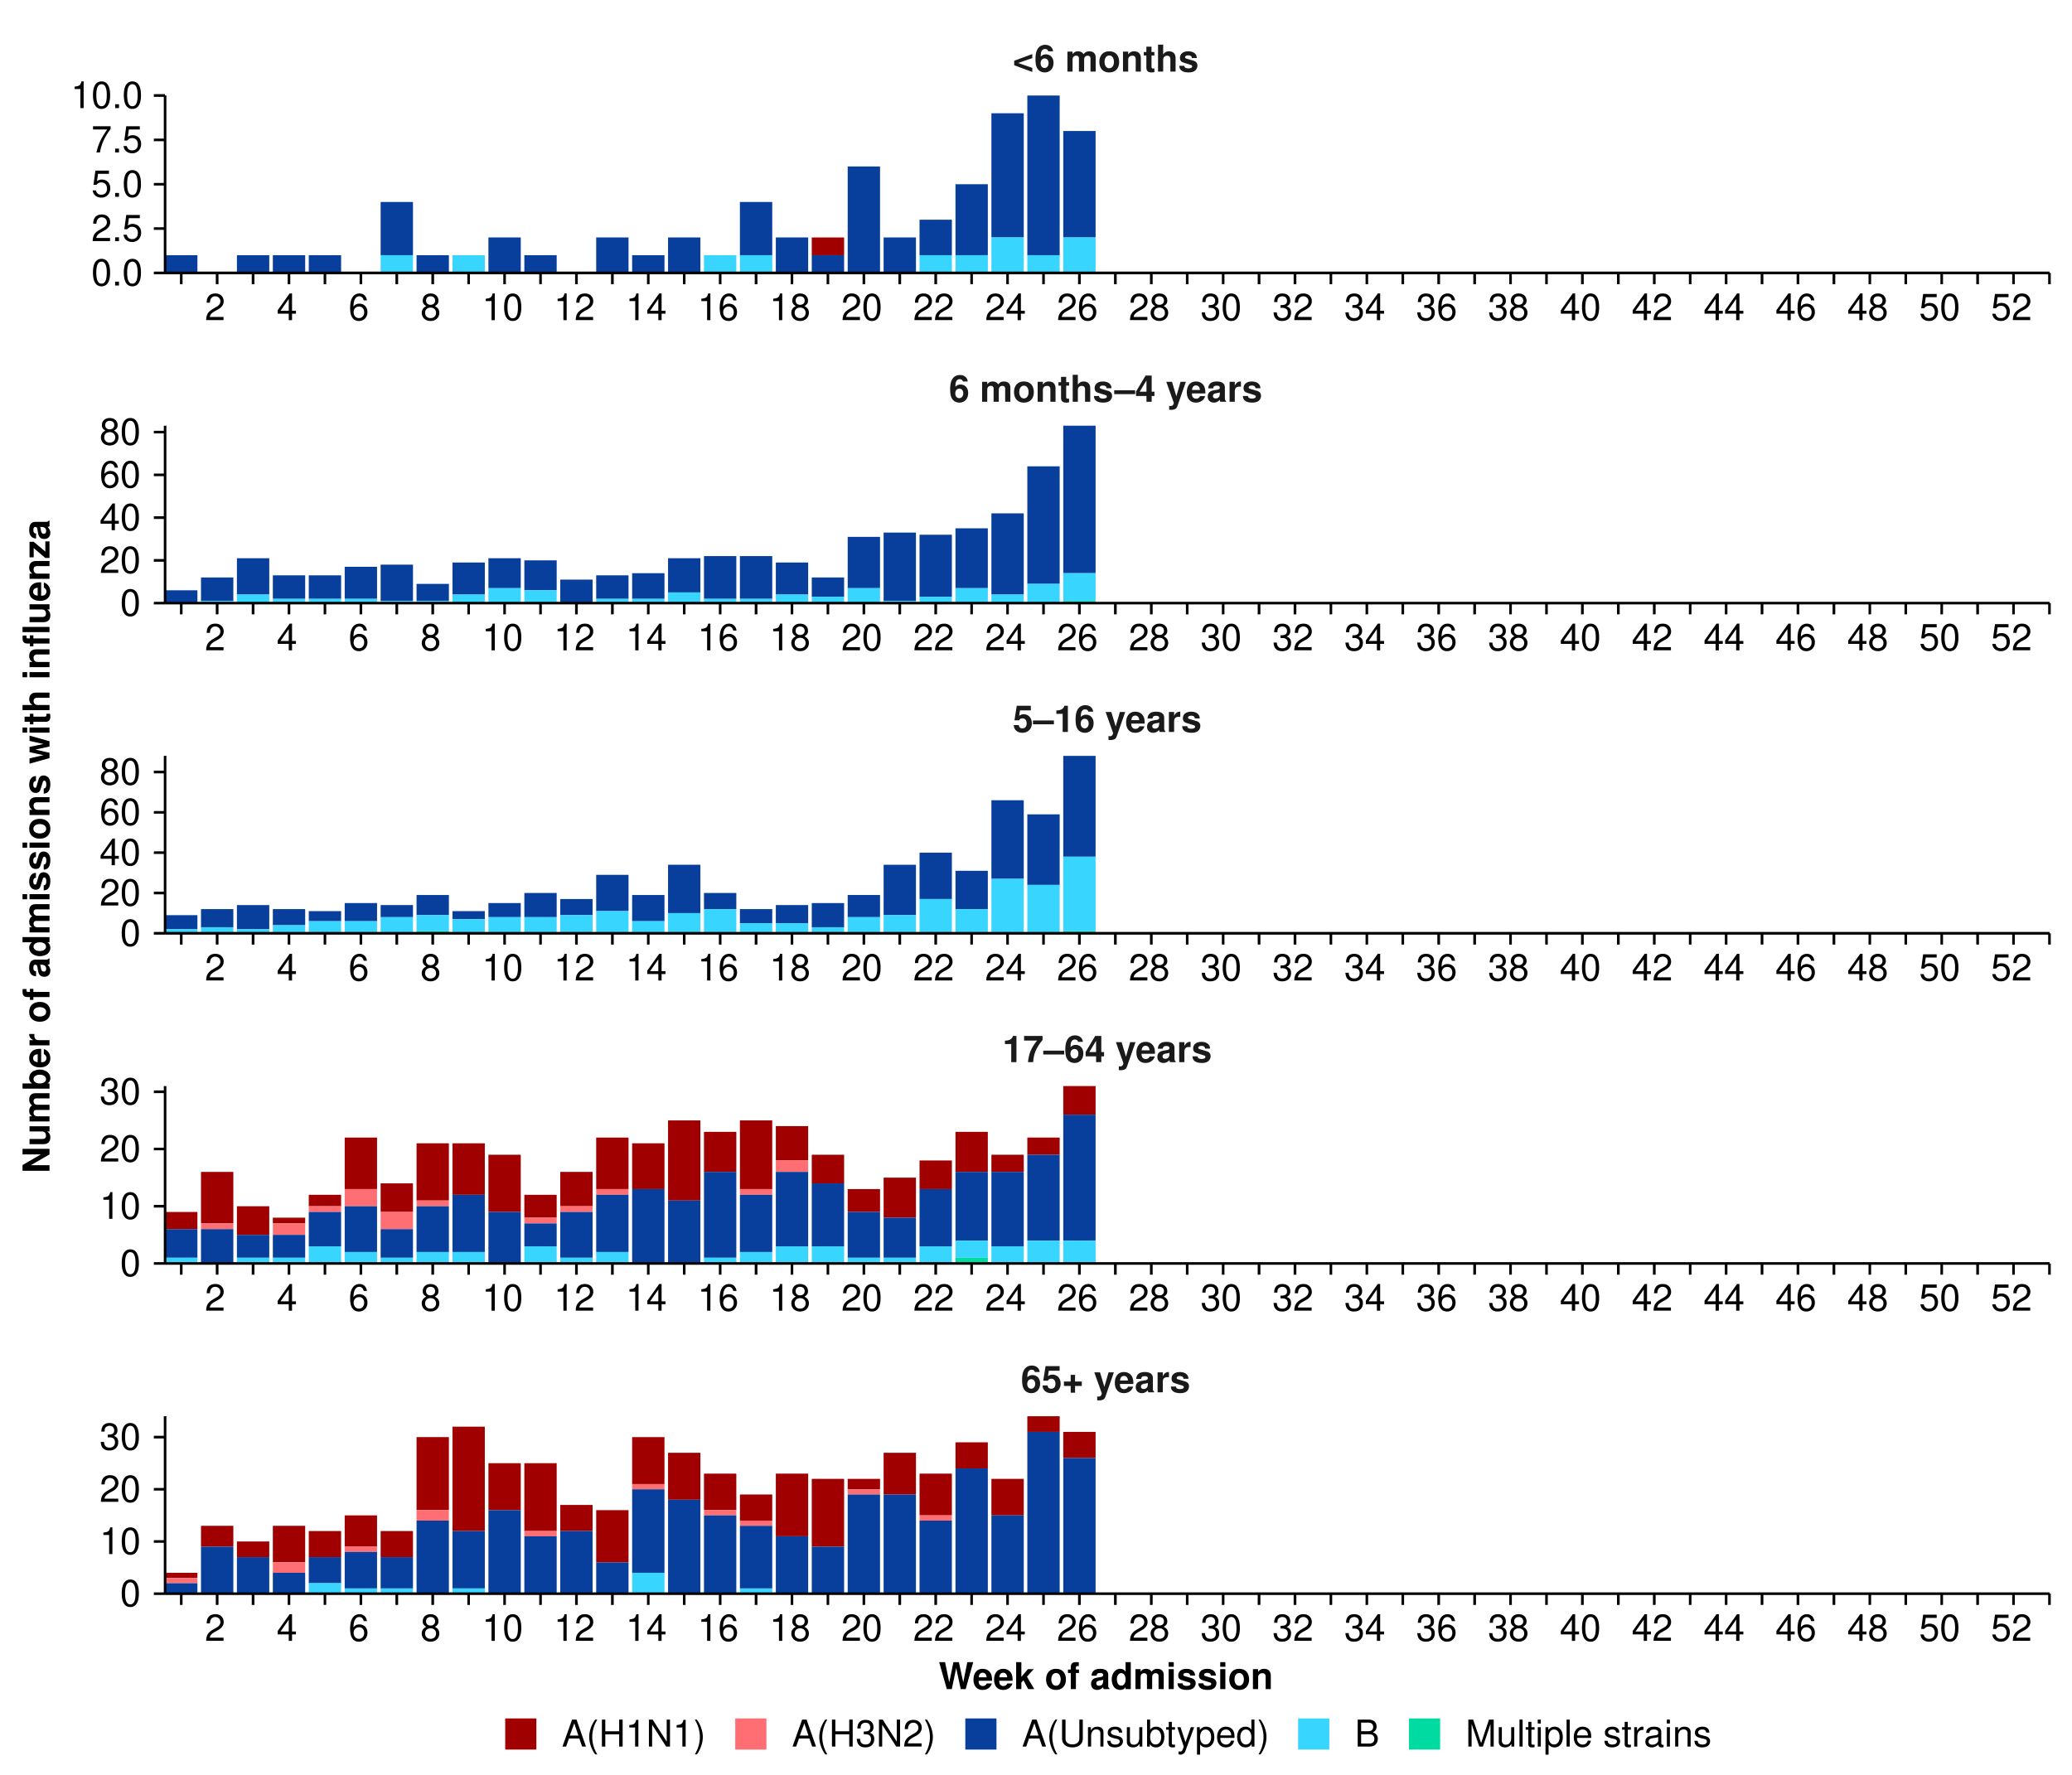 <6 months
10.0
7.5
5.0
2.5
0.0
2 4 6 8 10 12 14 16 18 20 22 24 26 28 30 32 34 36 38 40 42 44 46 48 50 52
6 months–4 years
80
60
40
20
0
2 4 6 8 10 12 14 16 18 20 22 24 26 28 30 32 34 36 38 40 42 44 46 48 50 52
5–16 years
80
60
40
20
0
2 4 6 8 10 12 14 16 18 20 22 24 26 28 30 32 34 36 38 40 42 44 46 48 50 52
17–64 years
30
20
10
0
2 4 6 8 10 12 14 16 18 20 22 24 26 28 30 32 34 36 38 40 42 44 46 48 50 52
65+ years
30
20
10
0
2 4 6 8 10 12 14 16 18 20 22 24 26 28 30 32 34 36 38 40 42 44 46 48 50 52
Number of admissions with influenza
Week of admission
A(H1N1) A(H3N2) A(Unsubtyped) B Multiple strains